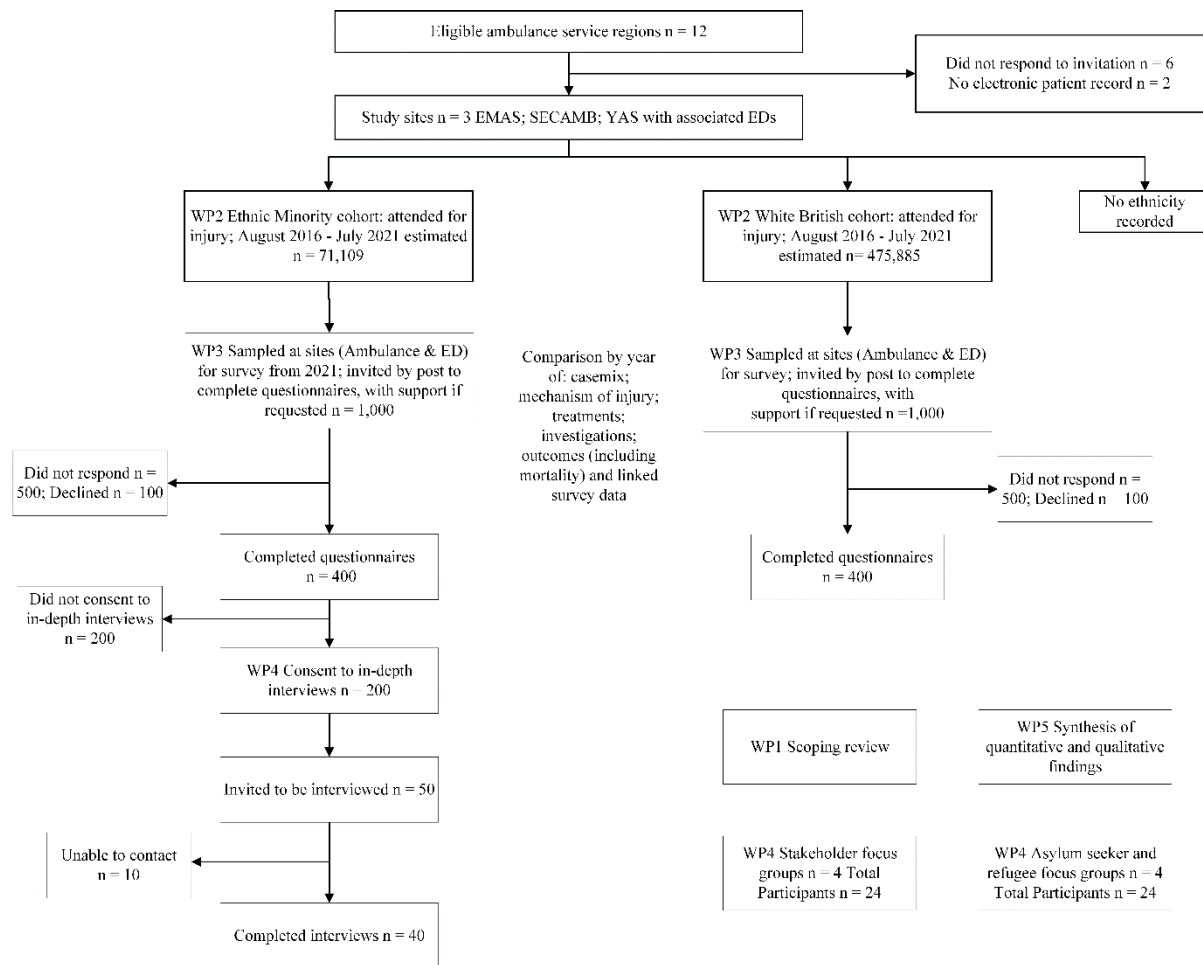 Eligible ambulance service regions n = 12
Did not respond to invitation n = 6
No electronic patient record n = 2
Study sites n = 3 EMAS; SECAMB; YAS with associated EDs
WP2 Ethnic Minority cohort: attended for
injury; August 2016 - July 2021 estimated
n = 71,109
WP2 White British cohort: attended for
injury; August 2016 - July 2021
estimated n= 475,885
No ethnicity
recorded
WP3 Sampled at sites (Ambulance & ED)
for survey from 2021; invited by post to
complete questionnaires, with support if
requested n = 1,000
Comparison by year
of: casemix;
mechanism of injury;
treatments;
investigations;
outcomes (including
mortality) and linked
survey data
WP3 Sampled at sites (Ambulance & ED)
for survey; invited by post to complete
questionnaires, with
support if requested n =1,000
Did not respond n =
500; Declined n = 100
Did not respond n =
500; Declined n = 100
Completed questionnaires
n = 400
Completed questionnaires
n = 400
Did not consent to
in-depth interviews
n = 200
WP4 Consent to in-depth
interviews n = 200
Invited to be interviewed n = 50
Unable to contact
n = 10
Completed interviews n = 40
WP1 Scoping review
WP5 Synthesis of
quantitative and qualitative
findings
WP4 Stakeholder focus
groups n = 4 Total
Participants n = 24
WP4 Asylum seeker and
refugee focus groups n = 4
Total Participants n = 24